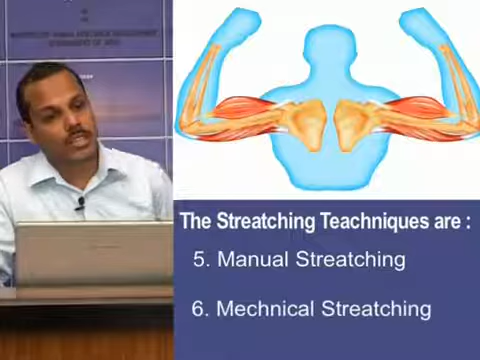 The Streatching Teachniques are :
5. Manual Streatching
6. Mechnical Streatching